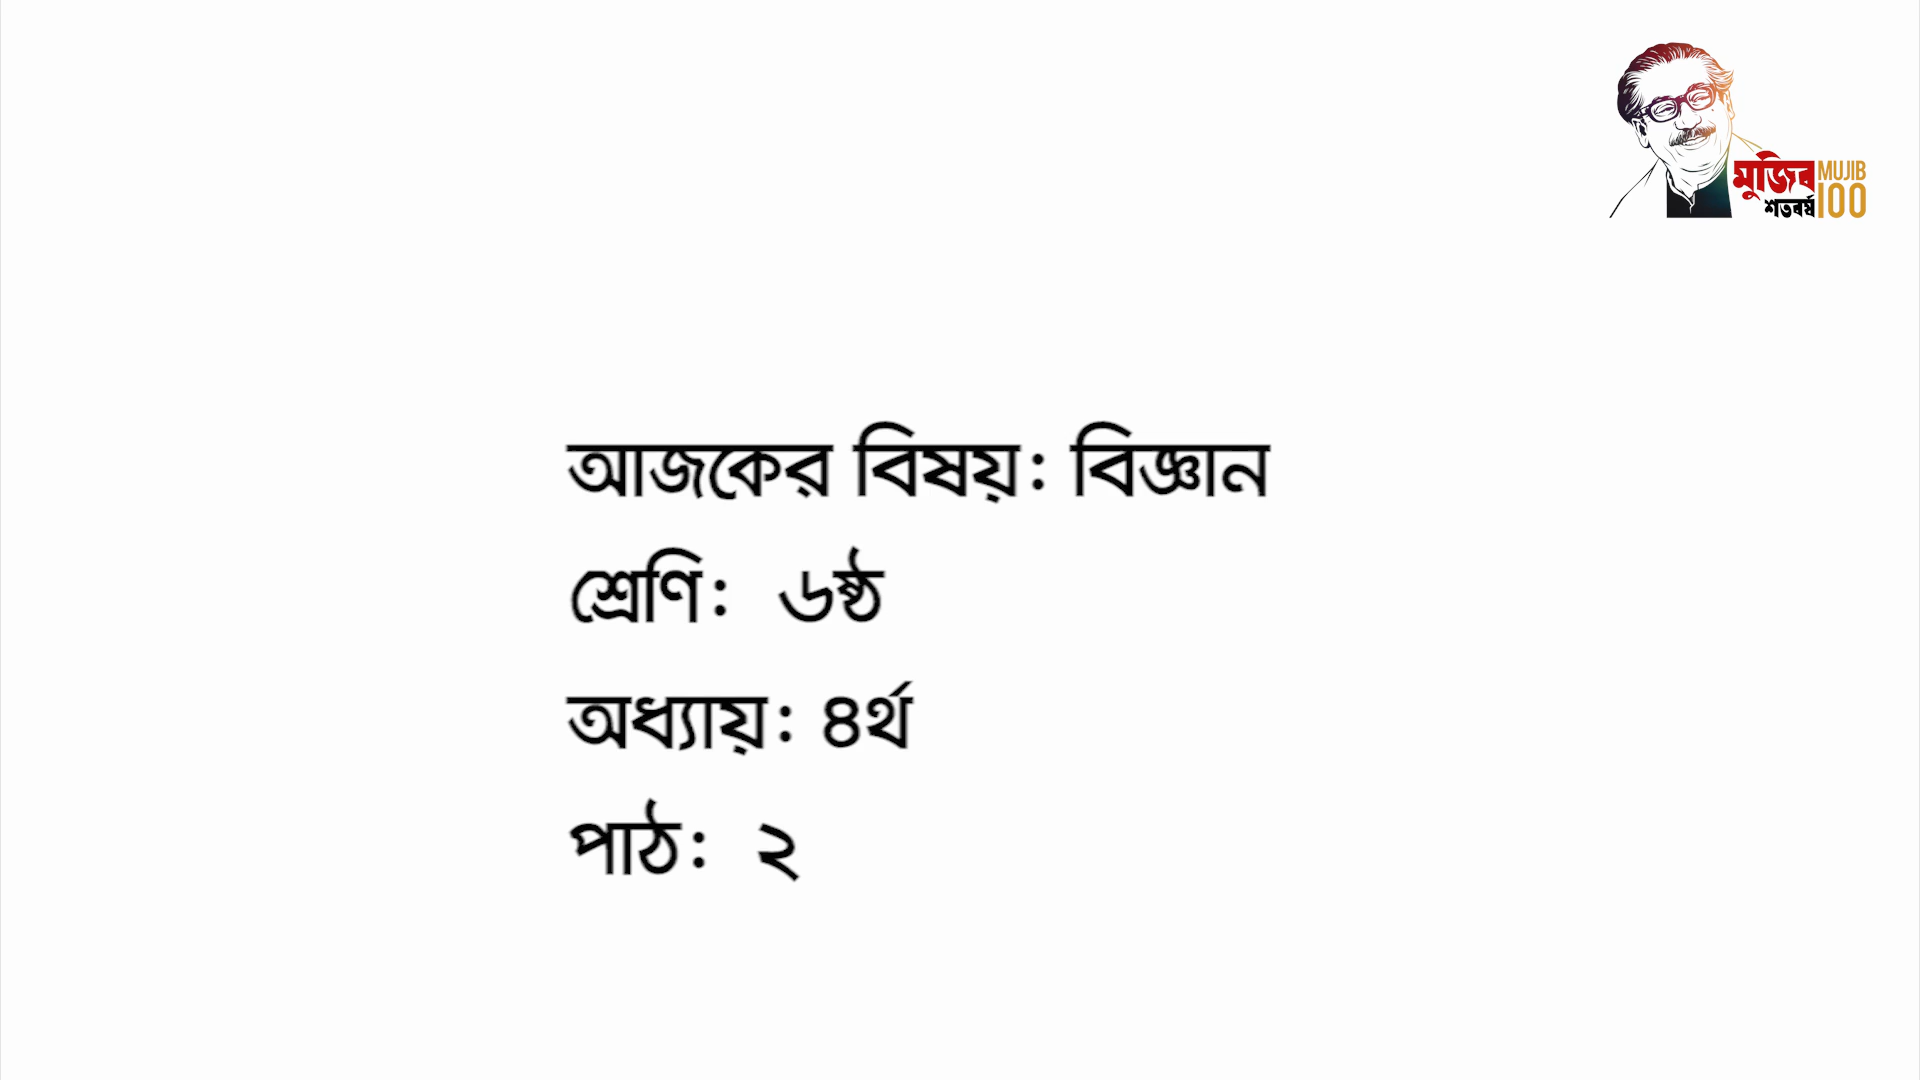 মুজিব MUJIB
শতবর্ষ 100
আজকের বিষয়: বিজ্ঞান
শ্রেণি: ৬ষ্ঠ
অধ্যায়: ৪র্থ
পাঠ: ২